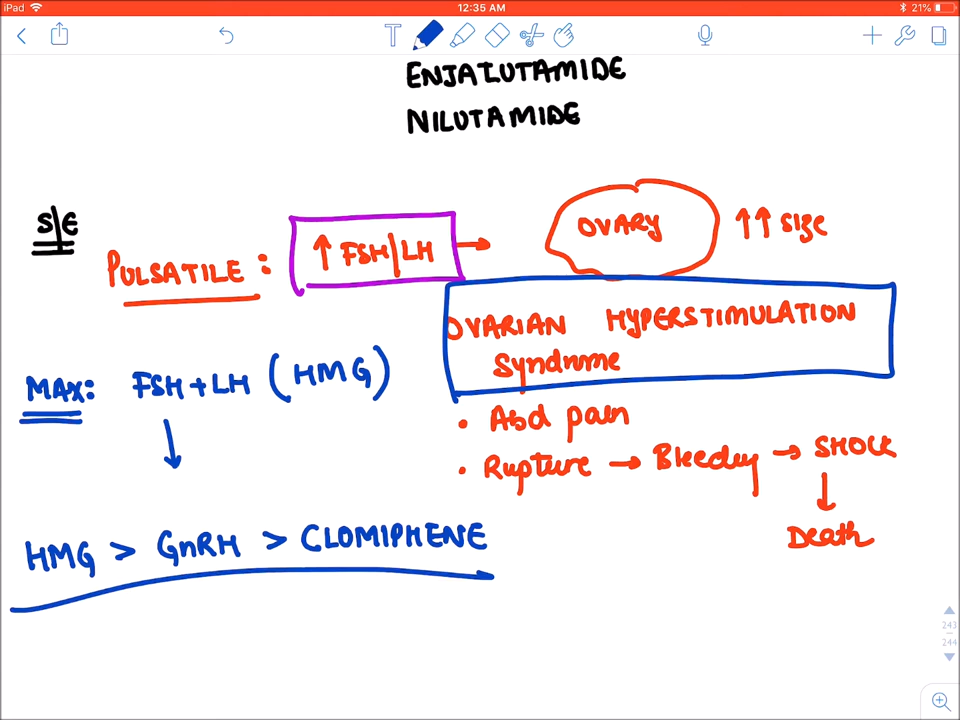 iPad 12:35 AM 21%
T
ENJALUTAMIDE
NILUTAMIDE
S/E
PULSATILE : ↑ FSH/LH → OVARY ↑↑ Size
OVARIAN HYPERSTIMULATION
Syndrome
MAX: FSH+LH (HMG)
• Abd pain
• Rupture → Bleeding → SHOCK
↓
Death
HMG > GnRH > CLOMIPHENE
243
244